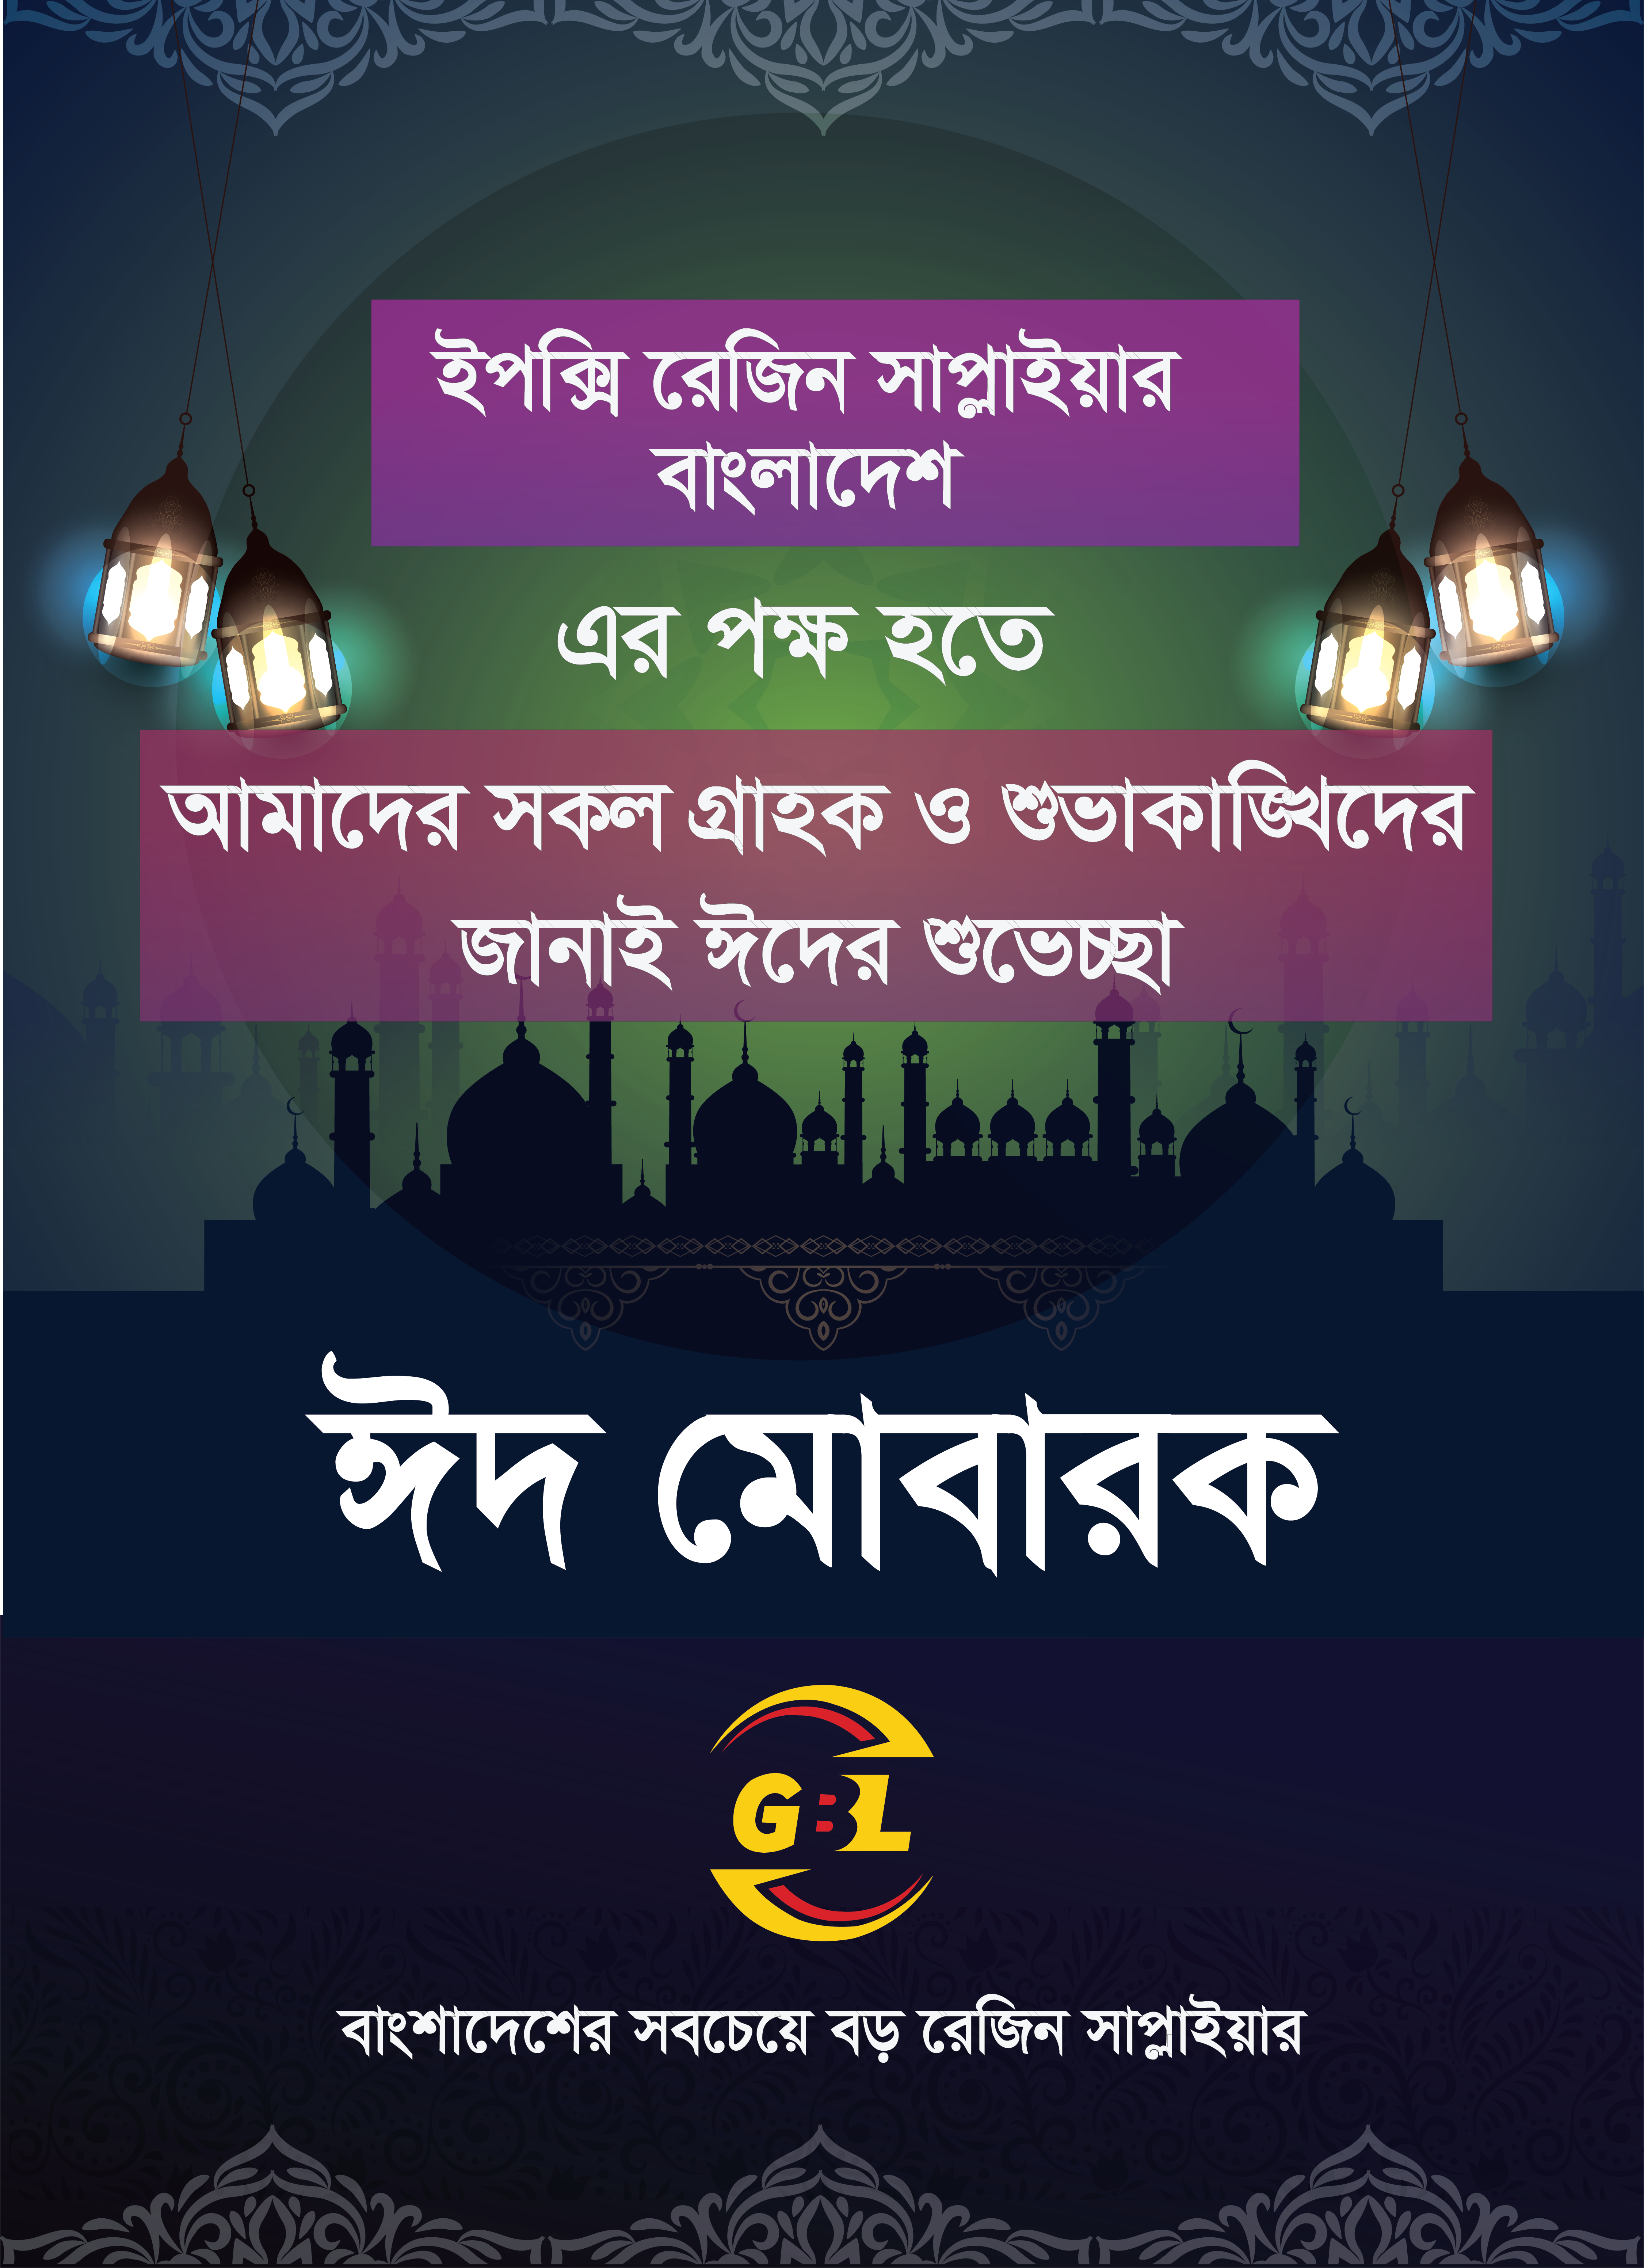 ইপক্সি রেজিন সাপ্লাইয়ার
বাংলাদেশ
এর পক্ষ হতে
আমাদের সকল গ্রাহক ও শুভাকাঙ্খিদের
জানাই ঈদের শুভেচ্ছা
ঈদ মোবারক
GBL
বাংশাদেশের সবচেয়ে বড় রেজিন সাপ্লাইয়ার